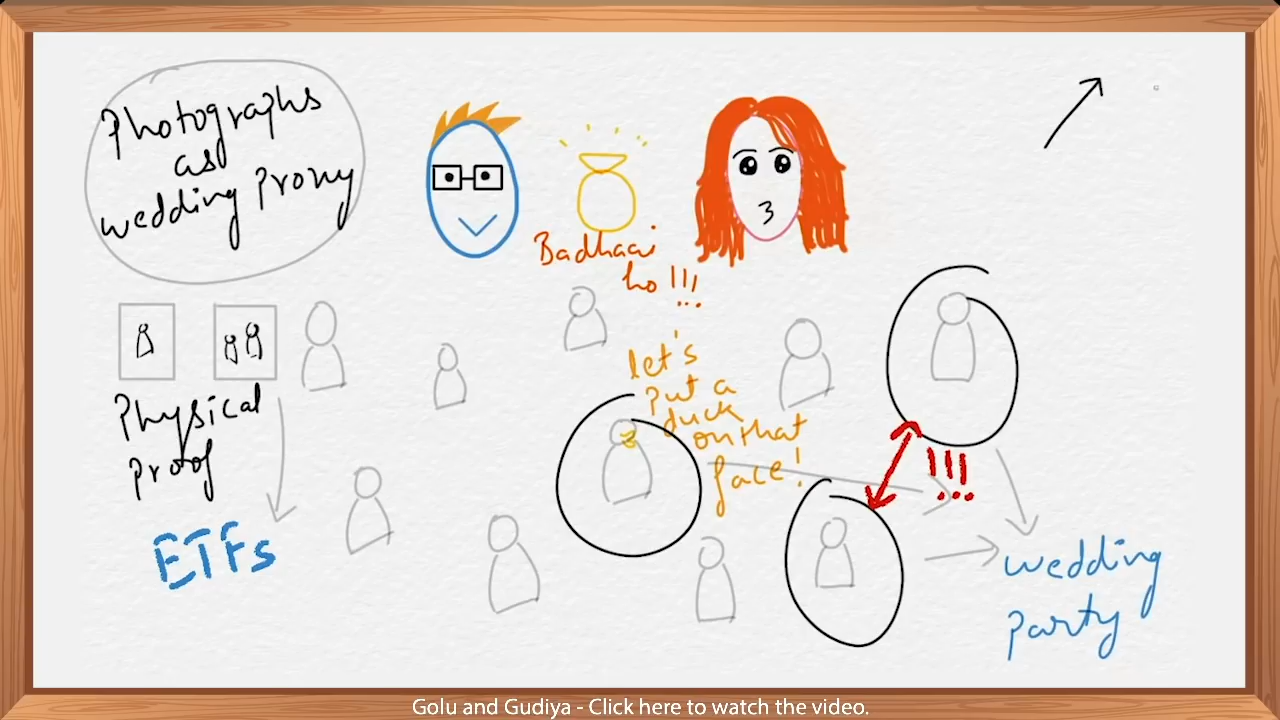 Photographs
as
wedding Proxy
Badhaai
ho !!!
let's
Put a
duck
on that
face!
Physical
Proof
ETFs
!!!
Wedding
Party
Golu and Gudiya - Click here to watch the video.